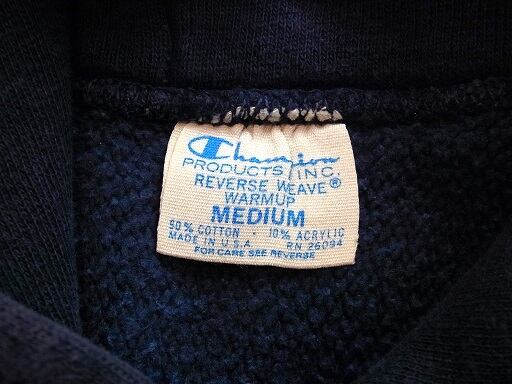 Champion
PRODUCTS INC.
REVERSE WEAVE®
WARMUP
MEDIUM
90% COTTON · 10% ACRYLIC
MADE IN U.S.A. RN 26094
FOR CARE SEE REVERSE